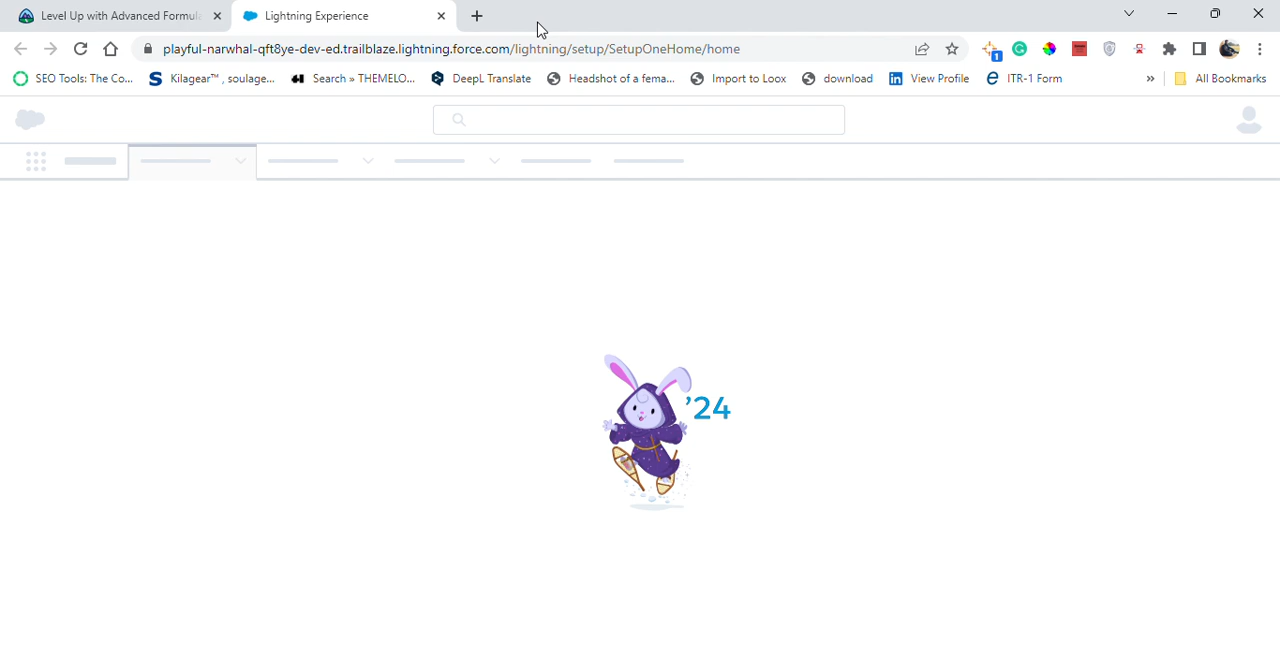 Level Up with Advanced Formula
Lightning Experience
playful-narwhal-qft8ye-dev-ed.trailblaze.lightning.force.com/lightning/setup/SetupOneHome/home
1
SEO Tools: The Co... Kilagear™ , soulage... Search » THEMELO... DeepL Translate Headshot of a fema... Import to Loox download View Profile ITR-1 Form » All Bookmarks
’24